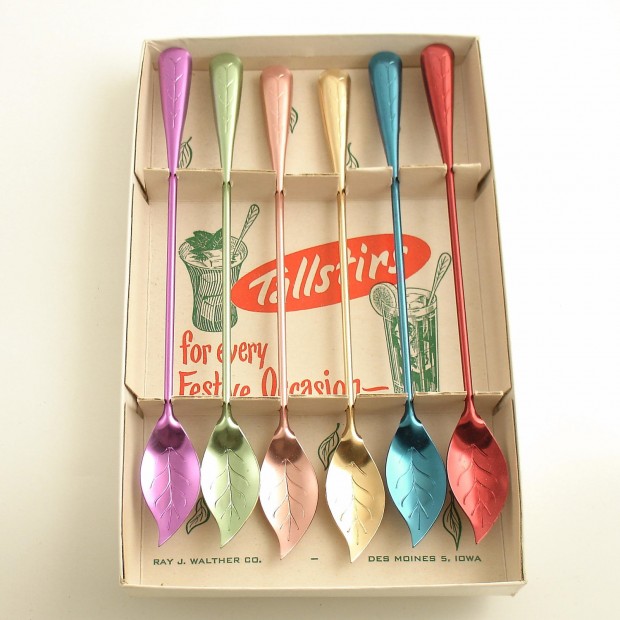 Tallstirs
for every
Festive Occasion—
RAY J. WALTHER CO. – DES MOINES 5, IOWA